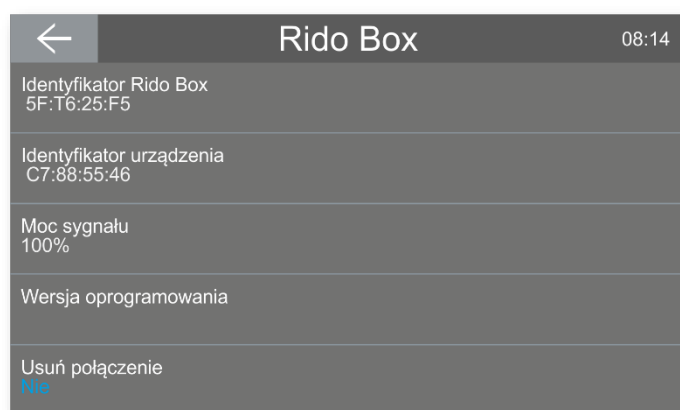 Rido Box
08:14
Identyfikator Rido Box
5F:T6:25:F5
Identyfikator urządzenia
C7:88:55:46
Moc sygnału
100%
Wersja oprogramowania
Usuń połączenie
Nie